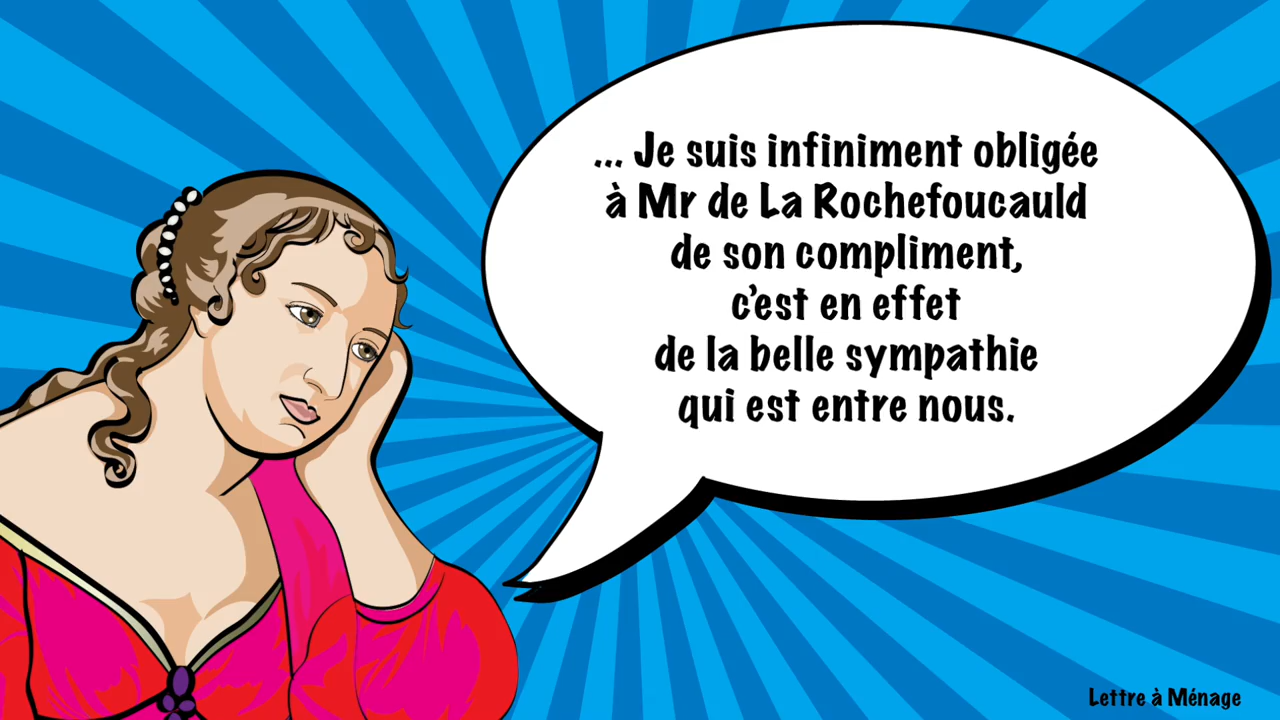 ... Je suis infiniment obligée
à Mr de La Rochefoucauld
de son compliment,
c’est en effet
de la belle sympathie
qui est entre nous.
Lettre à Ménage